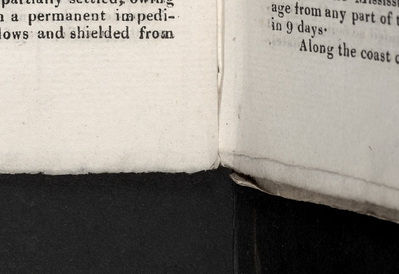 partially settled, owing
a permanent impedi-
lows and shielded from
age from any part of t
in 9 days.
Along the coast c